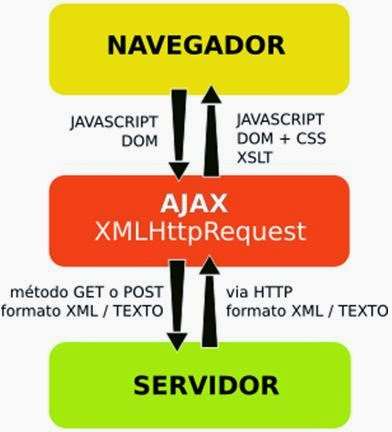 NAVEGADOR
JAVASCRIPT
DOM
JAVASCRIPT
DOM + CSS
XSLT
AJAX
XMLHttpRequest
método GET o POST
formato XML / TEXTO
via HTTP
formato XML / TEXTO
SERVIDOR